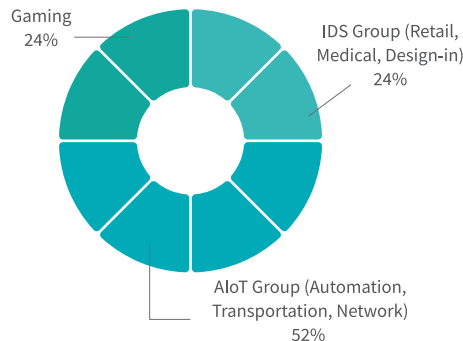 Gaming
24%
IDS Group (Retail,
Medical, Design-in)
24%
AIoT Group (Automation,
Transportation, Network)
52%